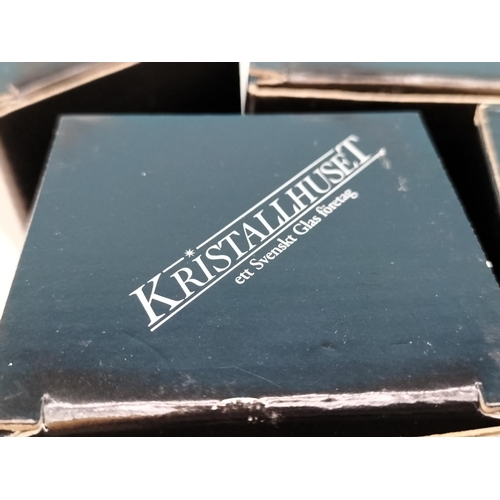 KRISTALLHUSET
ett Svenskt Glas företag